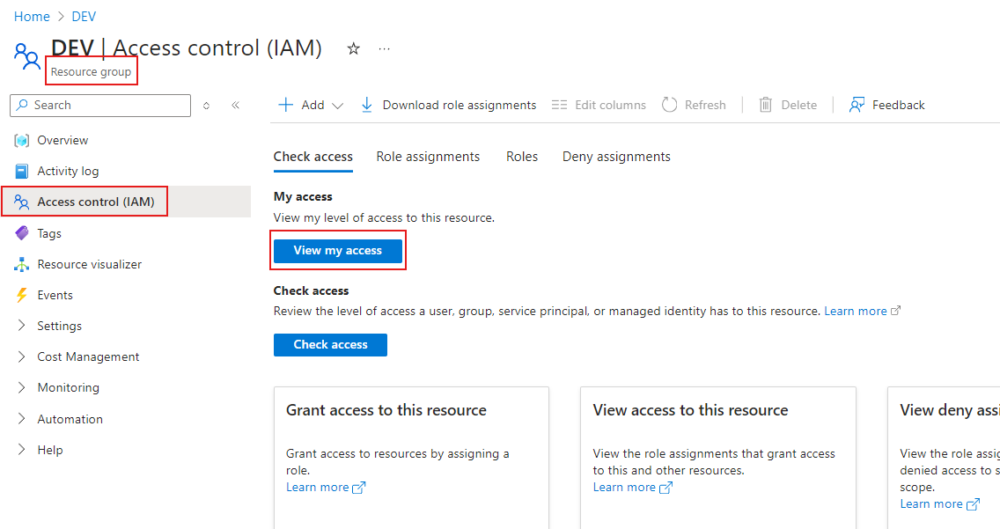 Home > DEV
DEV | Access control (IAM)
Resource group
Search
Overview
Activity log
Access control (IAM)
Tags
Resource visualizer
Events
Settings
Cost Management
Monitoring
Automation
Help
Add
Download role assignments
Edit columns
Refresh
Delete
Feedback
Check access
Role assignments
Roles
Deny assignments
My access
View my level of access to this resource.
View my access
Check access
Review the level of access a user, group, service principal, or managed identity has to this resource. Learn more
Check access
Grant access to this resource
Grant access to resources by assigning a
role.
Learn more
View access to this resource
View the role assignments that grant access
to this and other resources.
Learn more
View deny
View the role
denied access to
scope.
Learn more